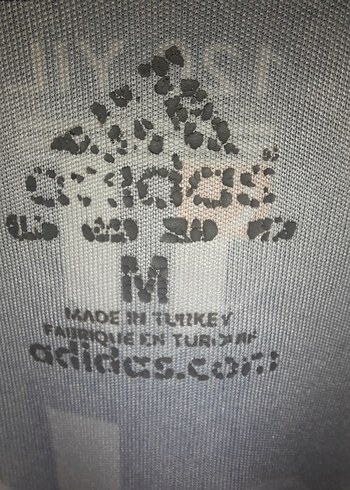 adidas
M
MADE IN TURKEY
FABRIQUE EN TURQUIE
adidas.com